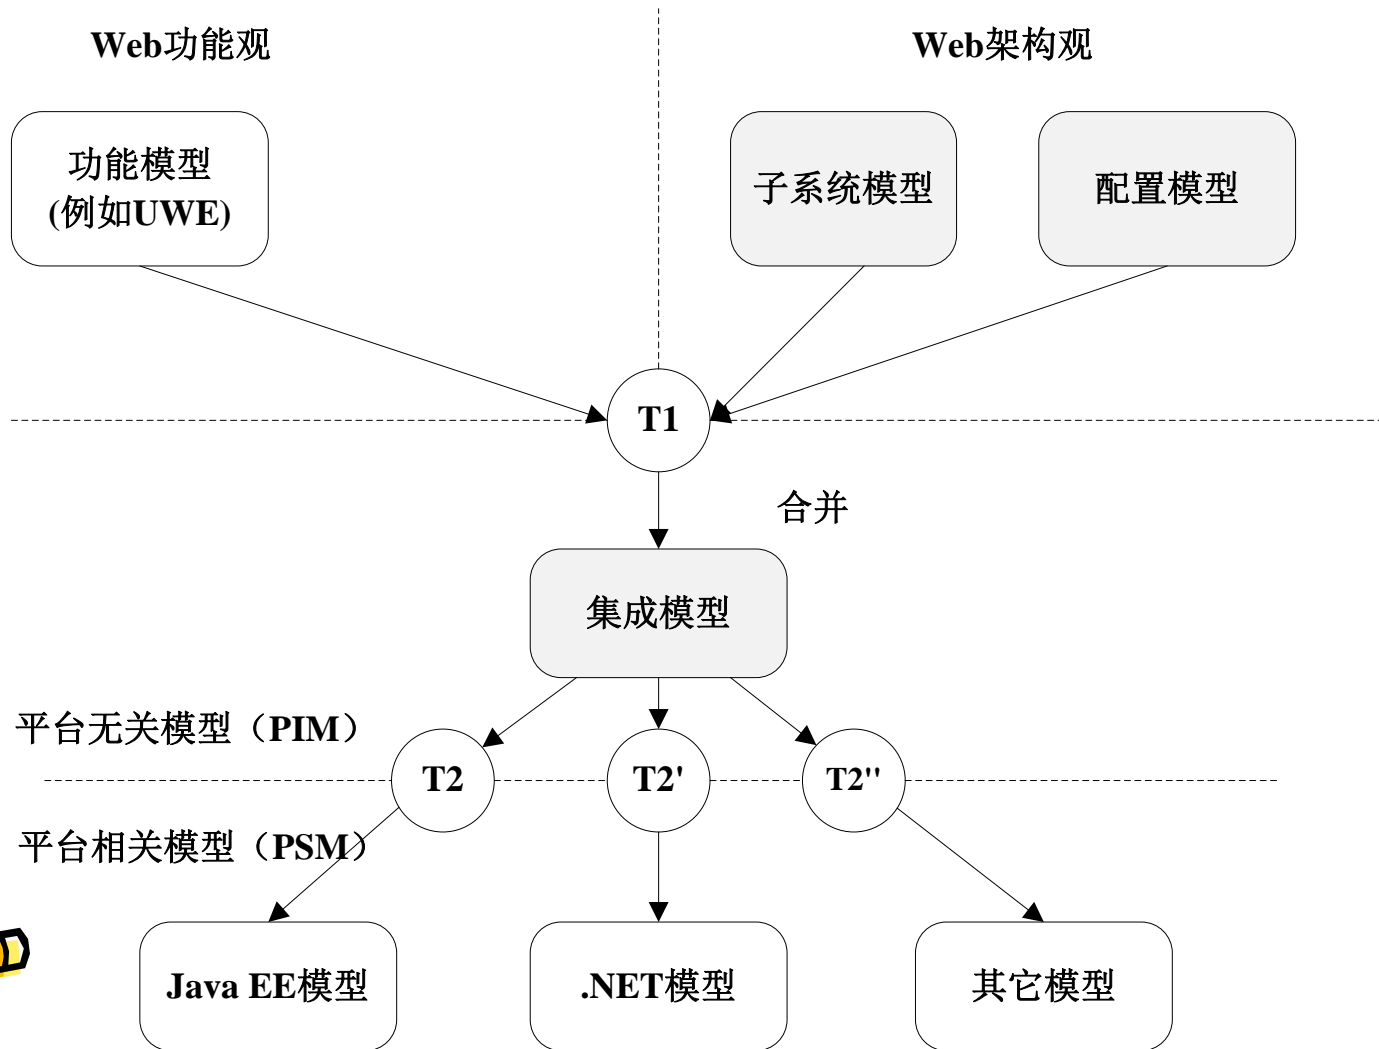 Web功能观
Web架构观
功能模型
(例如UWE)
子系统模型
配置模型
T1
合并
集成模型
平台无关模型（PIM）
T2
T2'
T2''
平台相关模型（PSM）
Java EE模型
.NET模型
其它模型